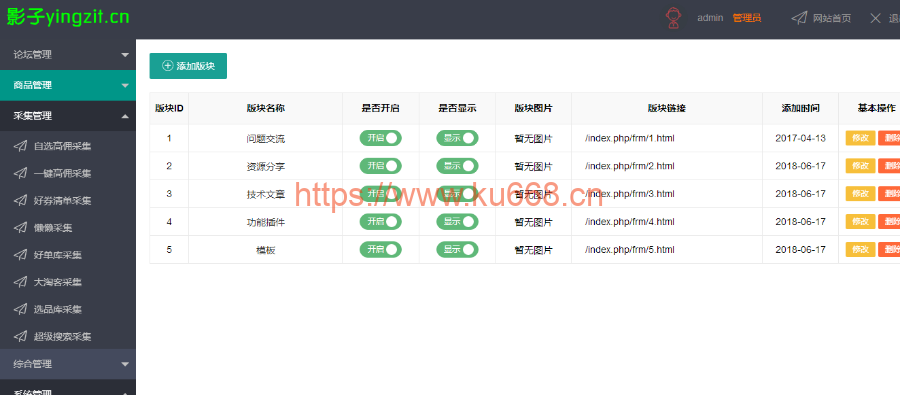 影子yingzit.cn
admin 管理员 网站首页
论坛管理
商品管理
采集管理
自选高佣采集
一键高佣采集
好券清单采集
懒懒采集
好单库采集
大淘客采集
选品库采集
超级搜索采集
综合管理
系统管理
添加版块
版块ID 版块名称 是否开启 是否显示 版块图片 版块链接 添加时间 基本操作
1 问题交流 开启 显示 暂无图片 /index.php/frm/1.html 2017-04-13 修改 删除
2 资源分享 开启 显示 暂无图片 /index.php/frm/2.html 2018-06-17 修改 删除
3 技术文章 开启 显示 暂无图片 /index.php/frm/3.html 2018-06-17 修改 删除
4 功能插件 开启 显示 暂无图片 /index.php/frm/4.html 2018-06-17 修改 删除
5 模板 开启 显示 暂无图片 /index.php/frm/5.html 2018-06-17 修改 删除
https://www.ku668.cn